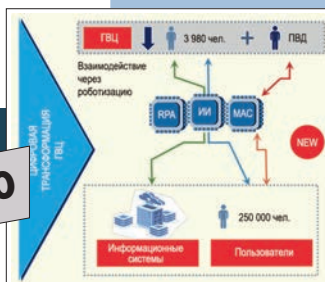 ГВЦ
3 980 чел.
+
ПВД
Взаимодействие
через
роботизацию
RPA
ИИ
МАС
NEW
ЦИФРОВАЯ
ТРАНСФОРМАЦИЯ
ГВЦ
250 000 чел.
Информационные
системы
Пользователи